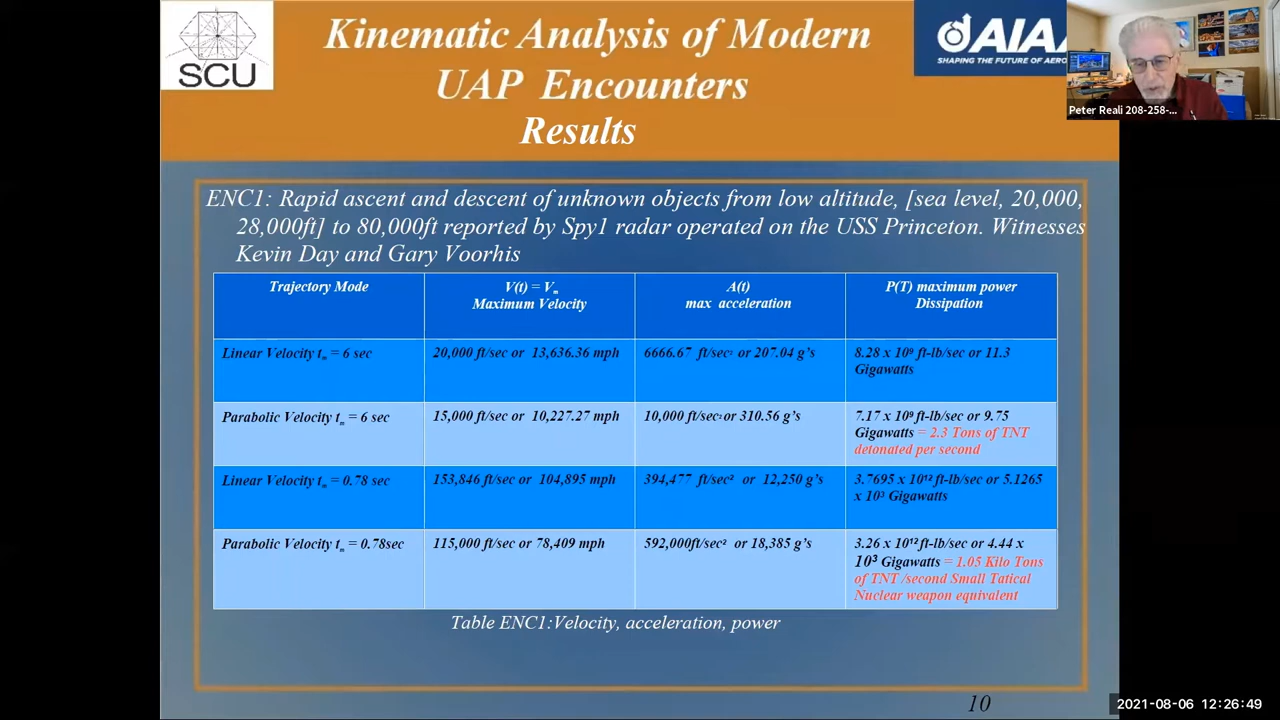 SCU
Kinematic Analysis of Modern
UAP Encounters
Results
AIAA
SHAPING THE FUTURE OF AERO
Peter Reali 208-258-...
ENC1: Rapid ascent and descent of unknown objects from low altitude, [sea level, 20,000,
28,000ft] to 80,000ft reported by Spy1 radar operated on the USS Princeton. Witnesses
Kevin Day and Gary Voorhis
Trajectory Mode
V(t) = Vm
Maximum Velocity
A(t)
max acceleration
P(T) maximum power
Dissipation
Linear Velocity tm = 6 sec
20,000 ft/sec or 13,636.36 mph
6666.67 ft/sec² or 207.04 g's
8.28 x 10⁹ ft-lb/sec or 11.3
Gigawatts
Parabolic Velocity tm = 6 sec
15,000 ft/sec or 10,227.27 mph
10,000 ft/sec² or 310.56 g's
7.17 x 10⁹ ft-lb/sec or 9.75
Gigawatts = 2.3 Tons of TNT
detonated per second
Linear Velocity tm = 0.78 sec
153,846 ft/sec or 104,895 mph
394,477 ft/sec² or 12,250 g's
3.7695 x 10¹² ft-lb/sec or 5.1265
x 10³ Gigawatts
Parabolic Velocity tm = 0.78sec
115,000 ft/sec or 78,409 mph
592,000ft/sec² or 18,385 g's
3.26 x 10¹² ft-lb/sec or 4.44 x
10³ Gigawatts = 1.05 Kilo Tons
of TNT /second Small Tatical
Nuclear weapon equivalent
Table ENC1:Velocity, acceleration, power
10
2021-08-06 12:26:49